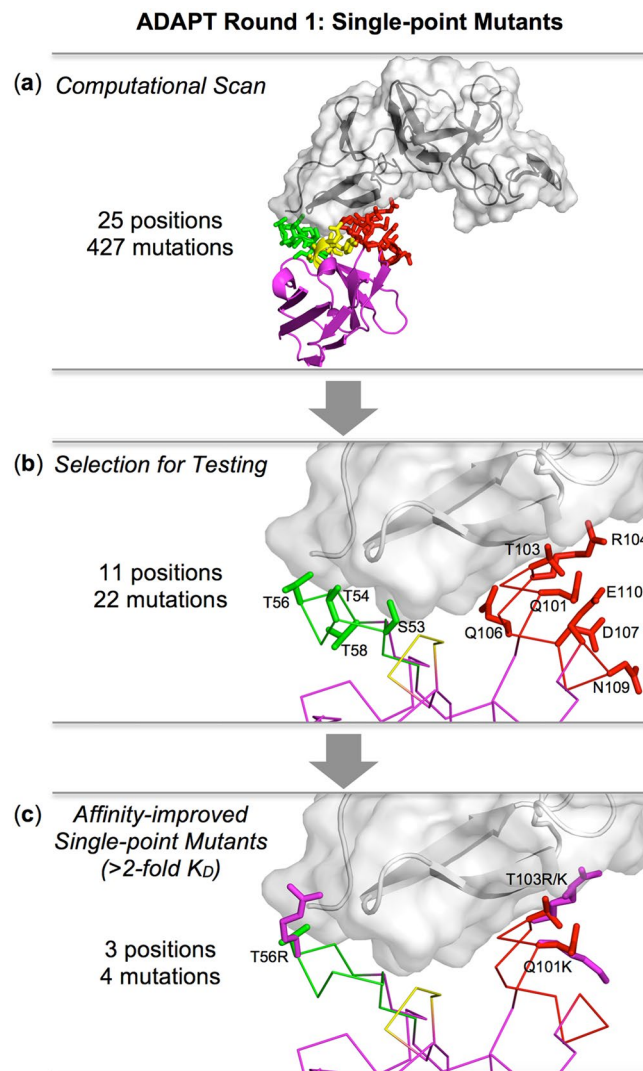 ADAPT Round 1: Single-point Mutants
(a) Computational Scan
25 positions
427 mutations
(b) Selection for Testing
11 positions
22 mutations
T56
T54
S53
T58
T103
R104
Q101
E110
Q106
D107
N109
(c) Affinity-improved
Single-point Mutants
(>2-fold KD)
3 positions
4 mutations
T56R
T103R/K
Q101K